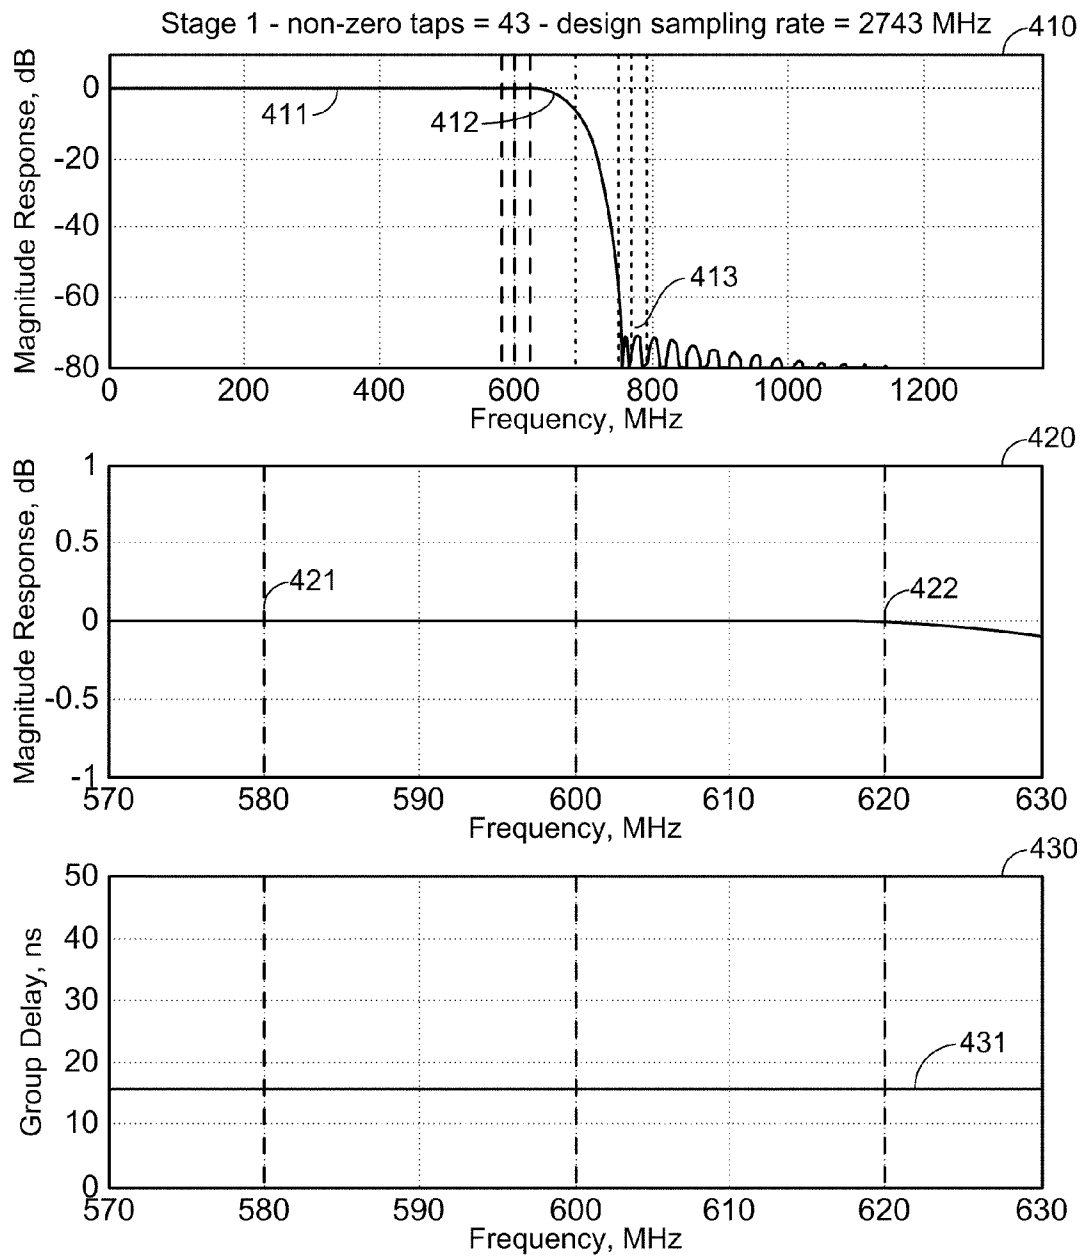 Stage 1 - non-zero taps = 43 - design sampling rate = 2743 MHz
410
Magnitude Response, dB
0
-20
-40
-60
-80
411
412
413
0 200 400 600 800 1000 1200
Frequency, MHz
420
Magnitude Response, dB
1
0.5
0
-0.5
-1
421
422
570 580 590 600 610 620 630
Frequency, MHz
430
Group Delay, ns
50
40
30
20
10
0
431
570 580 590 600 610 620 630
Frequency, MHz